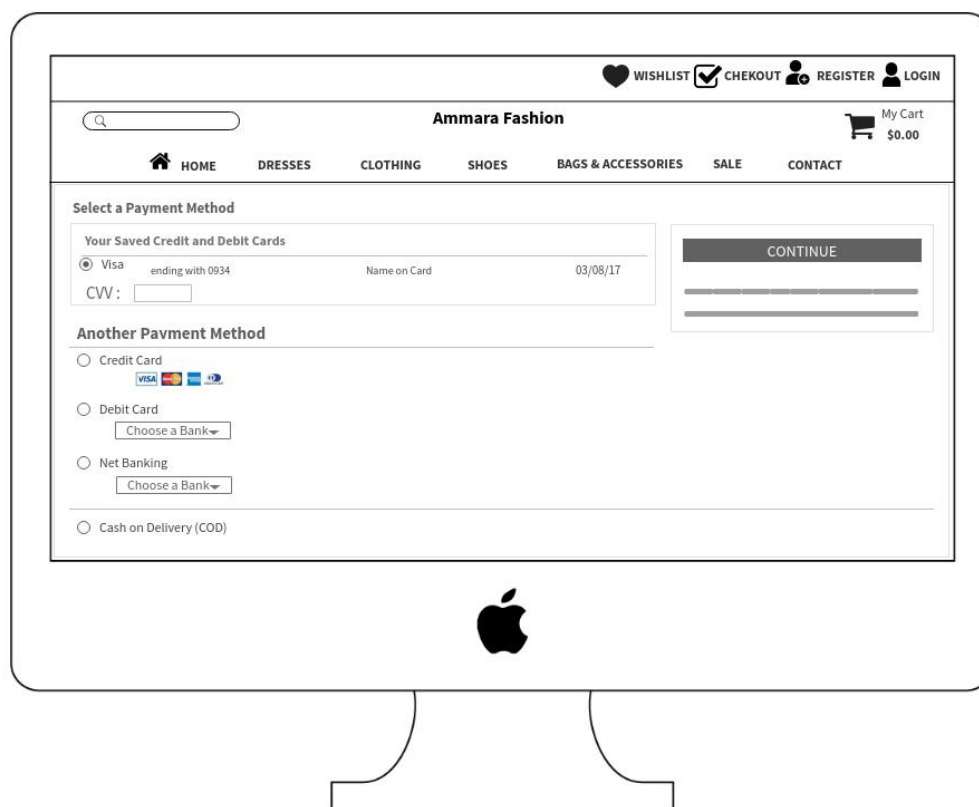 WISHLIST CHEKOUT REGISTER LOGIN
Ammara Fashion
My Cart
$0.00
HOME DRESSES CLOTHING SHOES BAGS & ACCESSORIES SALE CONTACT
Select a Payment Method
Your Saved Credit and Debit Cards
Visa ending with 0934 Name on Card 03/08/17
CVV :
CONTINUE
Another Pavment Method
Credit Card
VISA
Debit Card
Choose a Bank
Net Banking
Choose a Bank
Cash on Delivery (COD)